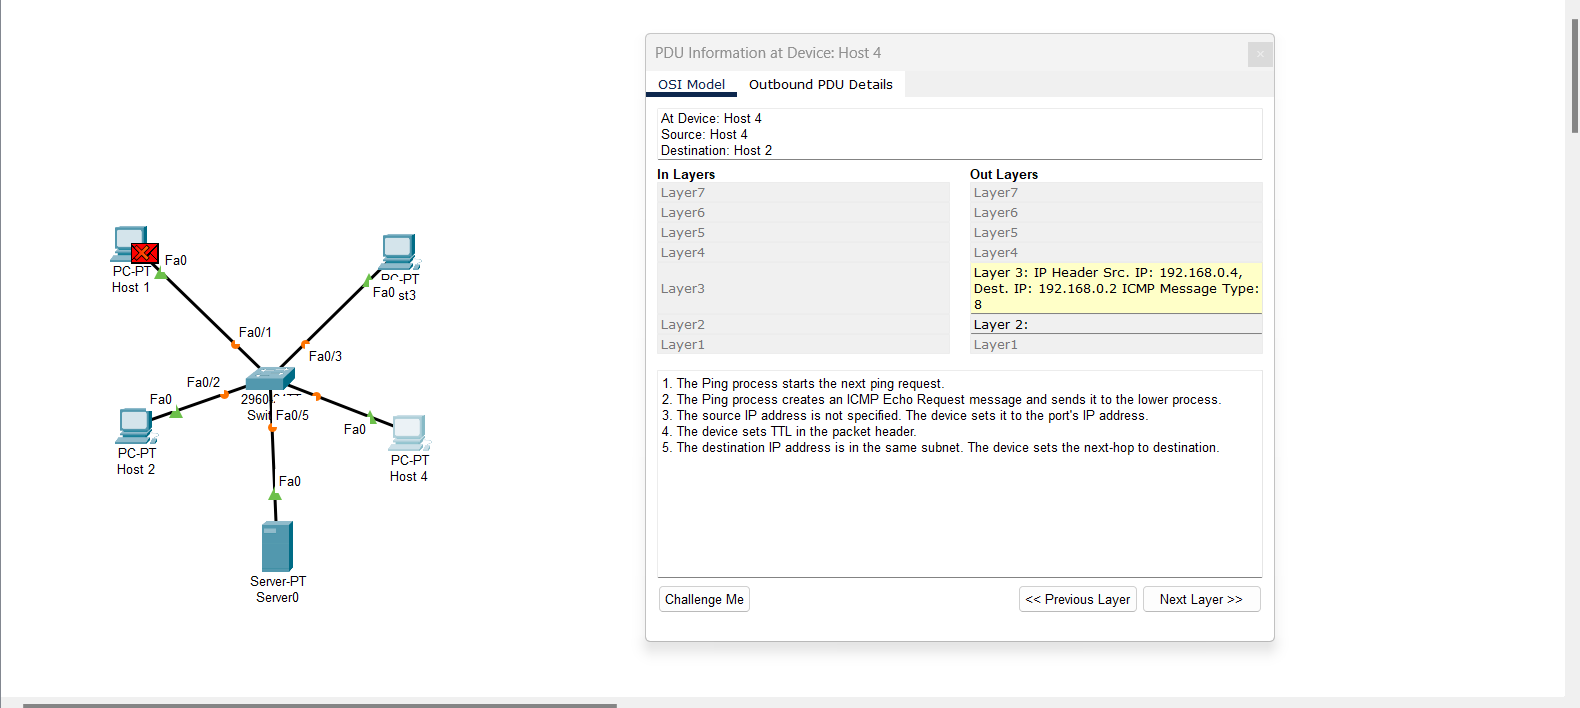 PDU Information at Device: Host 4
OSI Model
Outbound PDU Details
At Device: Host 4
Source: Host 4
Destination: Host 2
In Layers
Layer7
Layer6
Layer5
Layer4
Layer3
Layer2
Layer1
Out Layers
Layer7
Layer6
Layer5
Layer4
Layer 3: IP Header Src. IP: 192.168.0.4,
Dest. IP: 192.168.0.2 ICMP Message Type:
8
Layer 2:
Layer1
1. The Ping process starts the next ping request.
2. The Ping process creates an ICMP Echo Request message and sends it to the lower process.
3. The source IP address is not specified. The device sets it to the port's IP address.
4. The device sets TTL in the packet header.
5. The destination IP address is in the same subnet. The device sets the next-hop to destination.
Challenge Me
<< Previous Layer
Next Layer >>
Fa0
PC-PT
Host 1
PC-PT
Fa0
st3
Fa0/1
Fa0/3
Fa0/2
Fa0
2960
Fa0/5
PC-PT
Host 2
Fa0
PC-PT
Host 4
Fa0
Server-PT
Server0